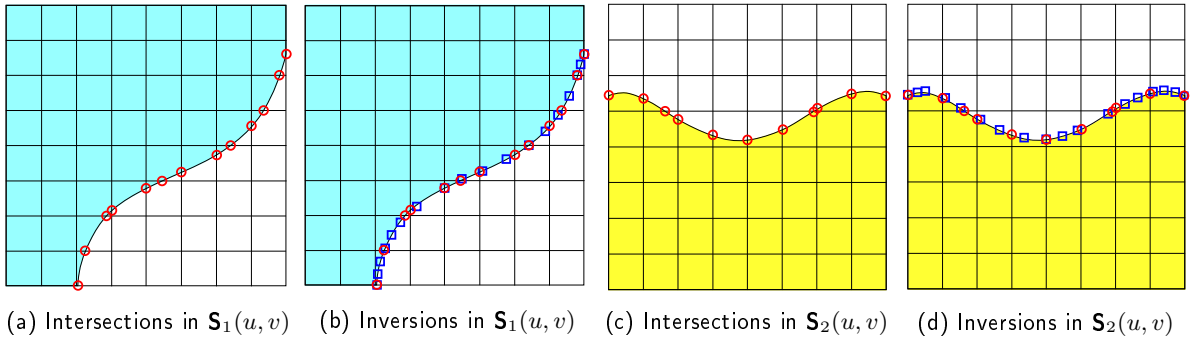 (a) Intersections in S₁(u, v)
(b) Inversions in S₁(u, v)
(c) Intersections in S₂(u, v)
(d) Inversions in S₂(u, v)